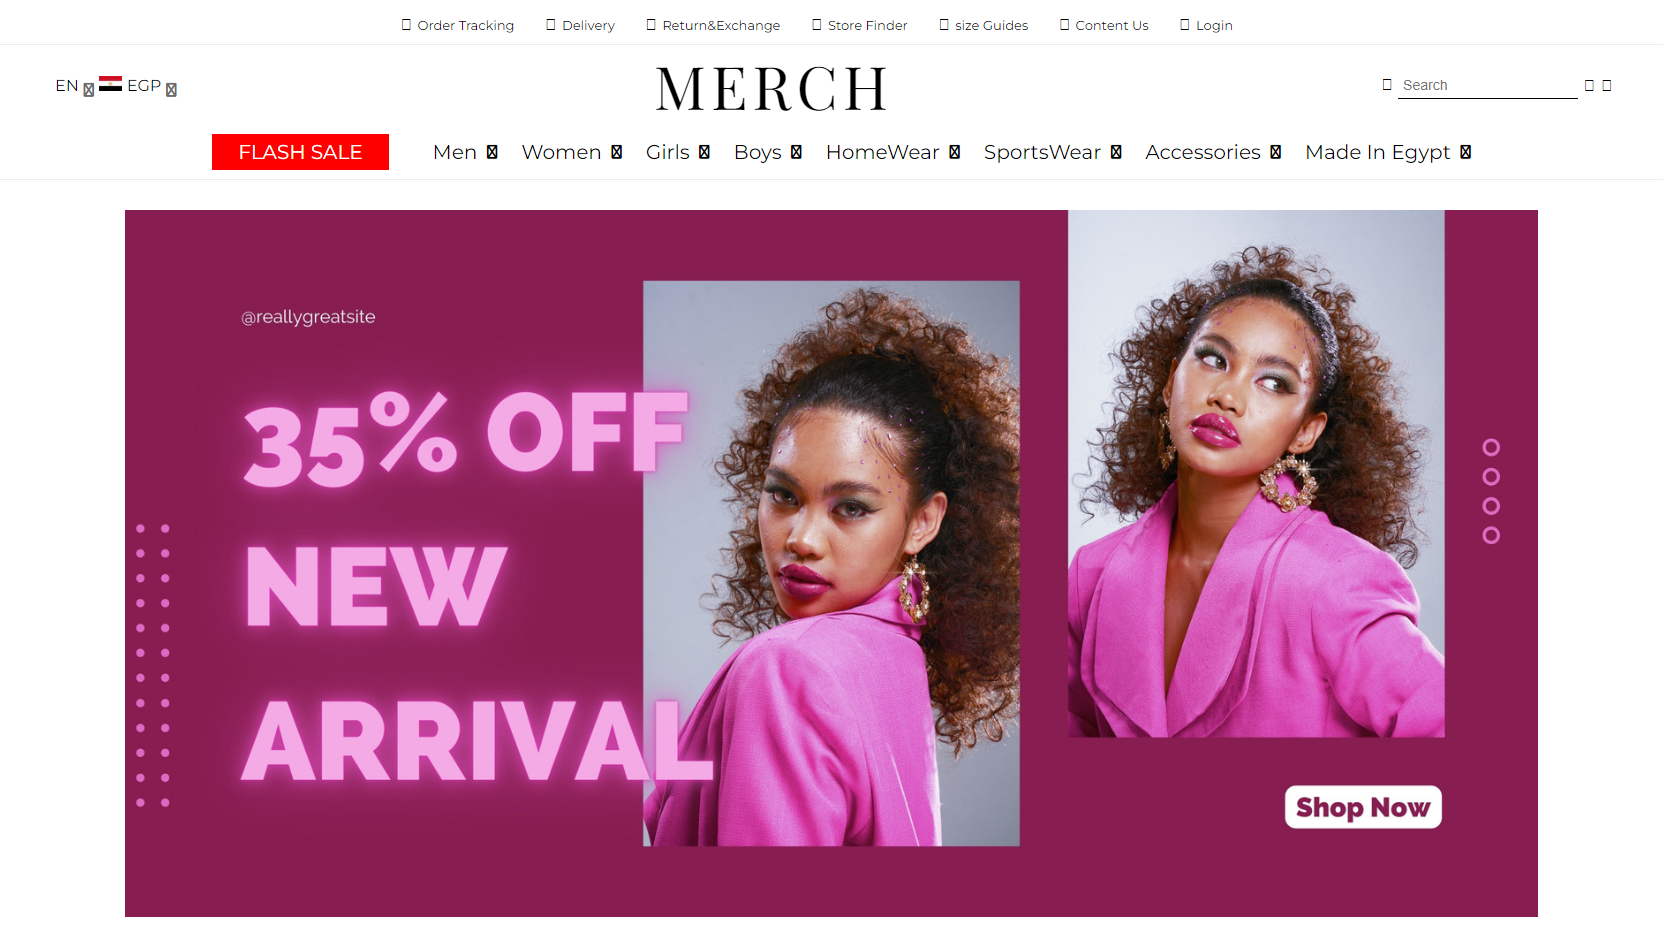 Order Tracking Delivery Return&Exchange Store Finder size Guides Content Us Login
EN EGP MERCH Search
FLASH SALE Men Women Girls Boys HomeWear SportsWear Accessories Made In Egypt
@reallygreatsite
35% OFF
NEW
ARRIVAL
Shop Now